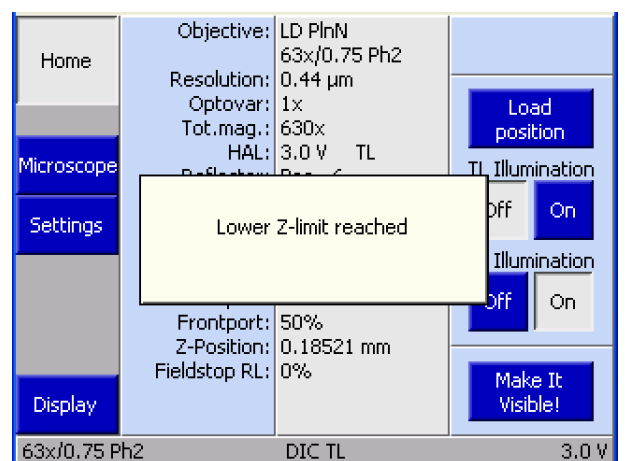 Home
Microscope
Settings
Display
Objective: LD PlnN
63x/0.75 Ph2
Resolution: 0.44 µm
Optovar: 1x
Tot.mag.: 630x
HAL: 3.0 V TL
Lower Z-limit reached
Frontport: 50%
Z-Position: 0.18521 mm
Fieldstop RL: 0%
Load
position
TL Illumination
Off On
Illumination
Off On
Make It
Visible!
63x/0.75 Ph2 DIC TL 3.0 V